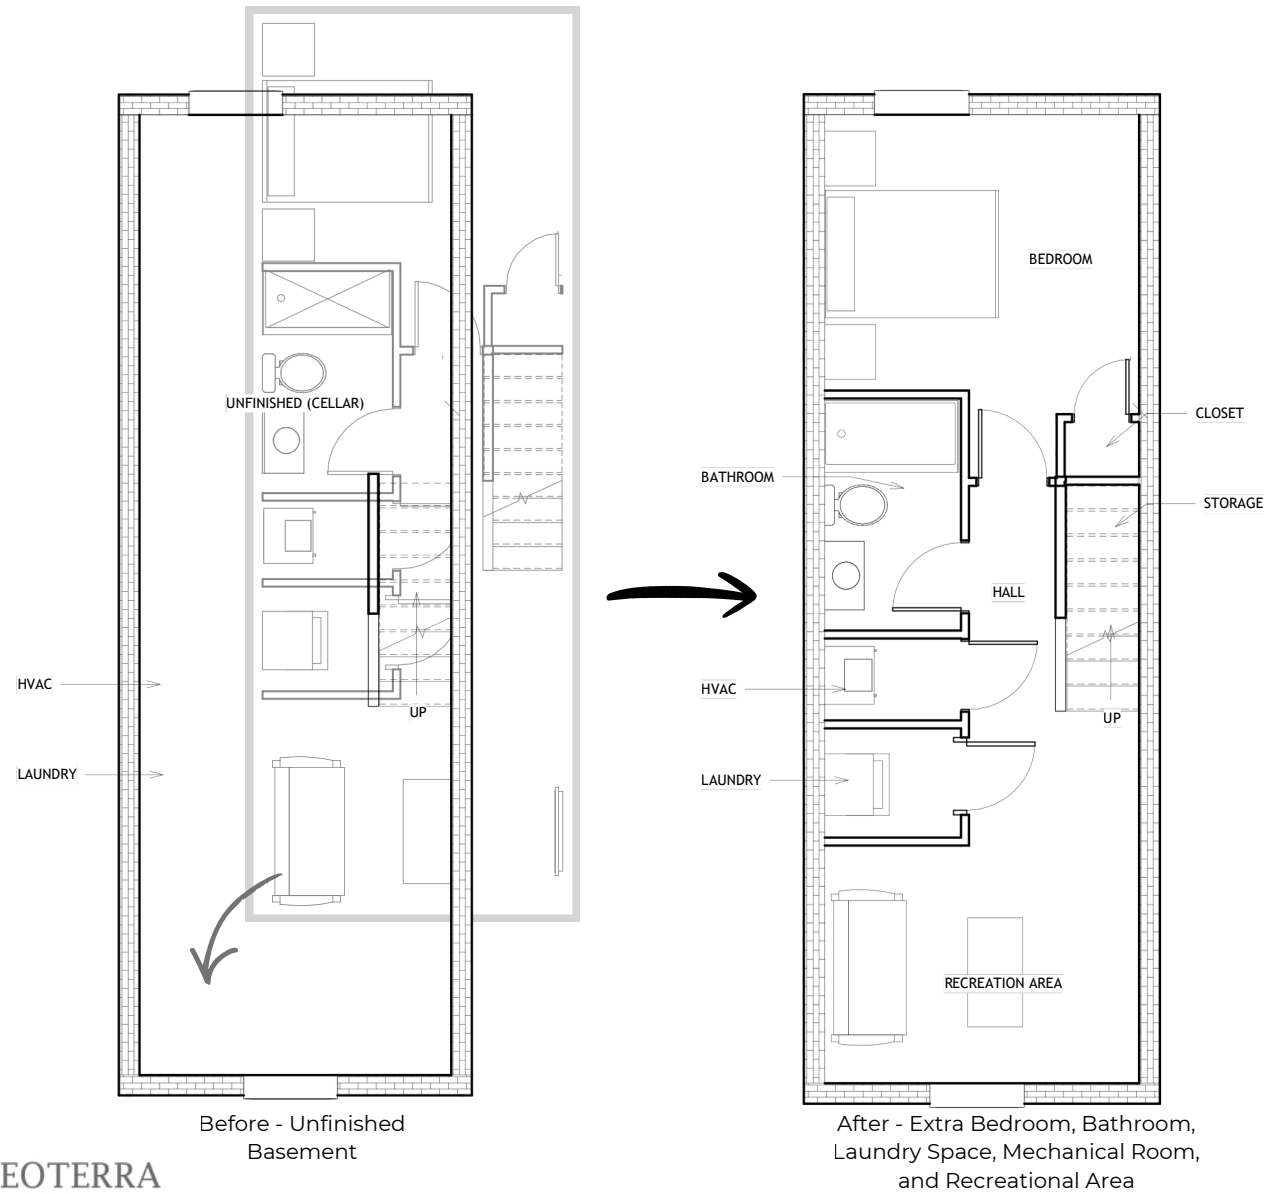 UNFINISHED (CELLAR)
HVAC
LAUNDRY
UP
Before - Unfinished
Basement
BEDROOM
CLOSET
BATHROOM
STORAGE
HALL
HVAC
UP
LAUNDRY
RECREATION AREA
After - Extra Bedroom, Bathroom,
Laundry Space, Mechanical Room,
and Recreational Area
EOTERRA